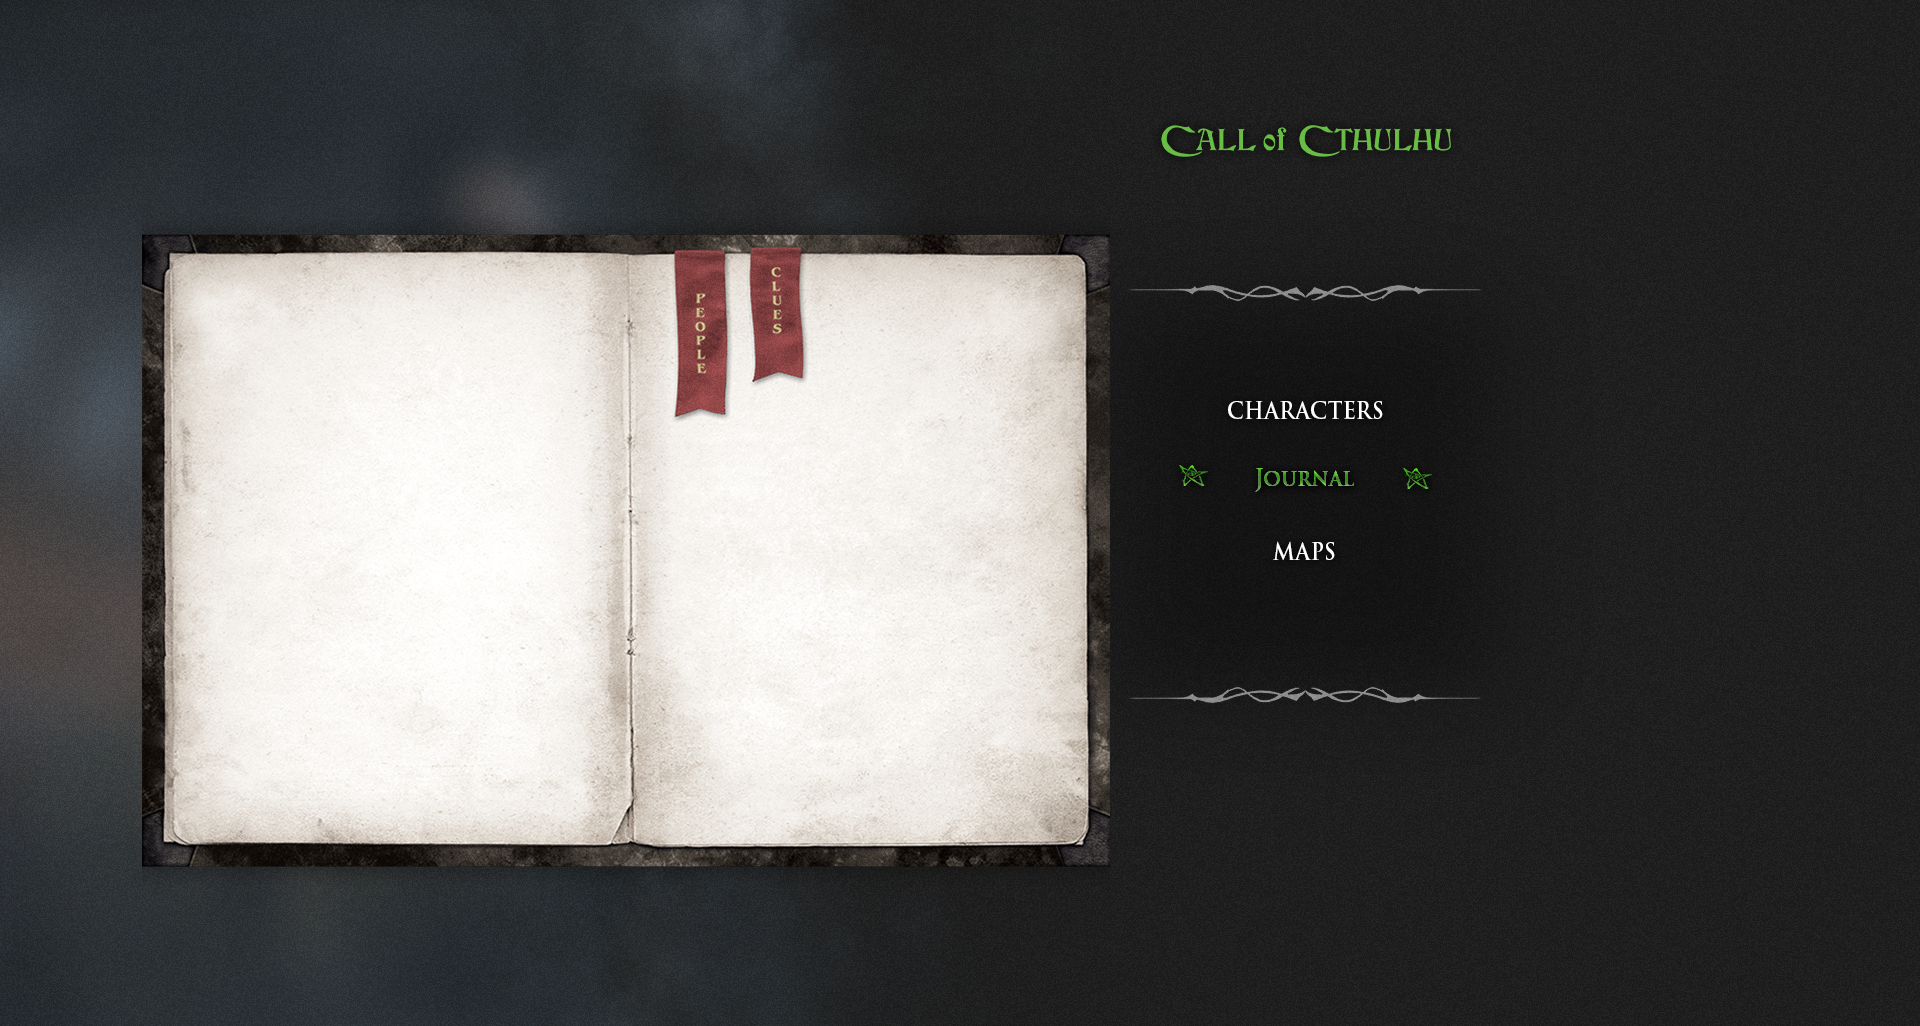 CALL of CTHULHU
PEOPLE
CLUES
CHARACTERS
JOURNAL
MAPS